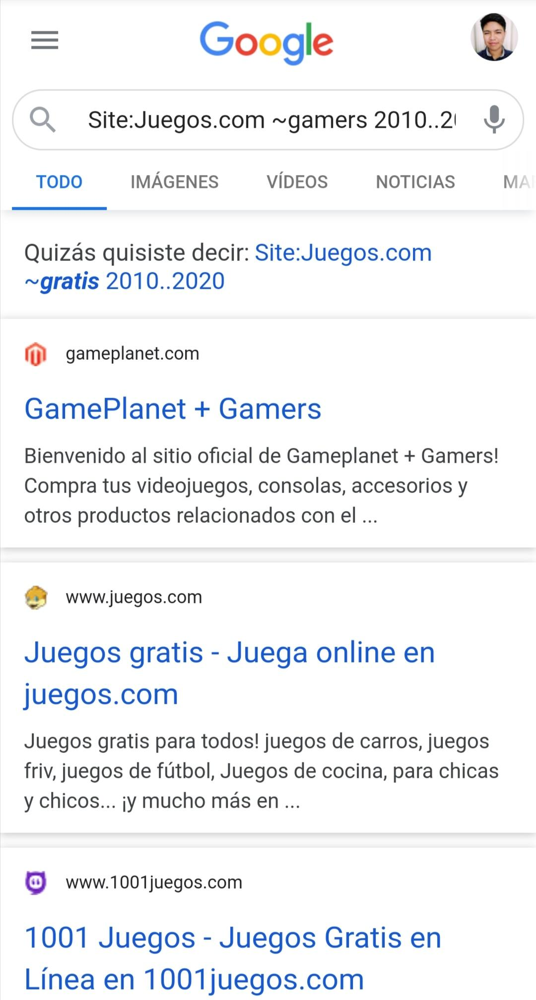 Google
Site:Juegos.com ~gamers 2010..2
TODO IMÁGENES VÍDEOS NOTICIAS MA
Quizás quisiste decir: Site:Juegos.com
~gratis 2010..2020
gameplanet.com
GamePlanet + Gamers
Bienvenido al sitio oficial de Gameplanet + Gamers!
Compra tus videojuegos, consolas, accesorios y
otros productos relacionados con el ...
www.juegos.com
Juegos gratis - Juega online en
juegos.com
Juegos gratis para todos! juegos de carros, juegos
friv, juegos de fútbol, Juegos de cocina, para chicas
y chicos... ¡y mucho más en ...
www.1001juegos.com
1001 Juegos - Juegos Gratis en
Línea en 1001juegos.com